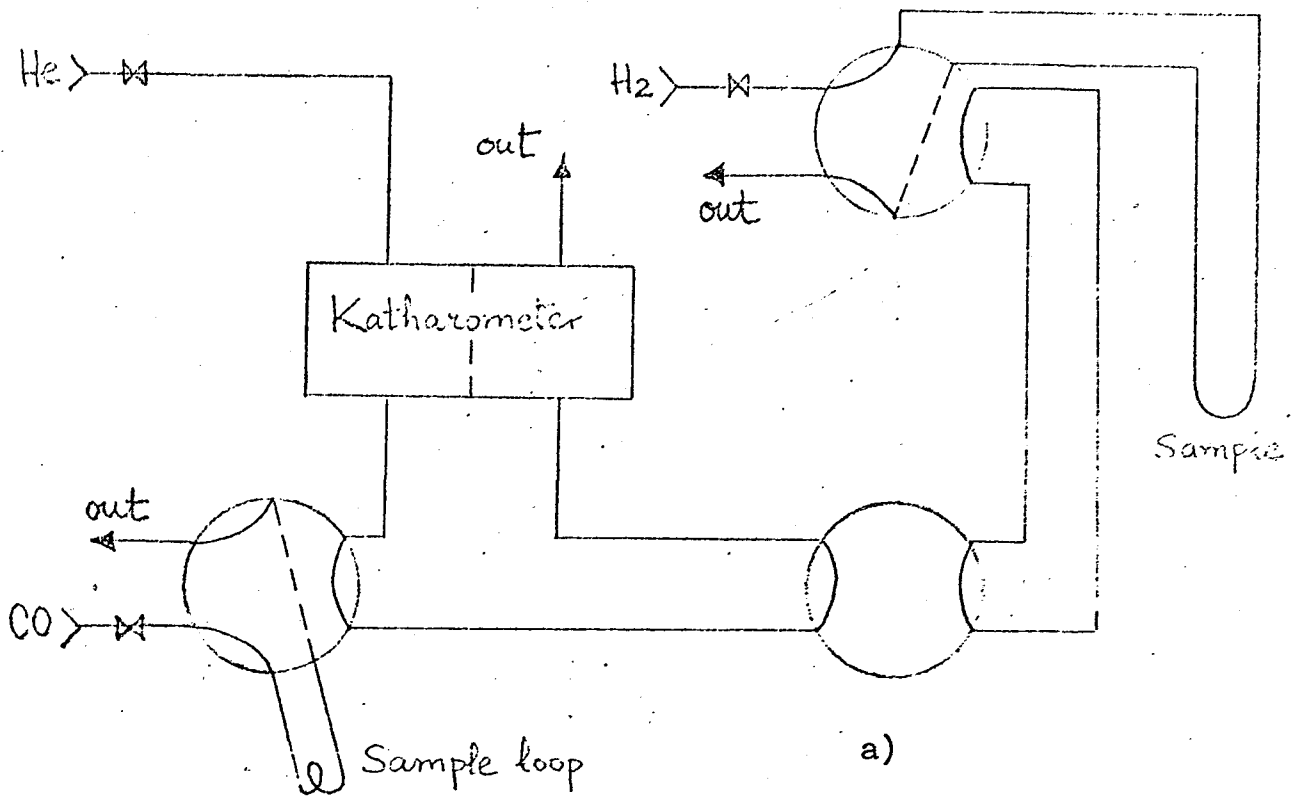 He
H2
out
out
Katharometer
Sample
out
CO
Sample loop
a)